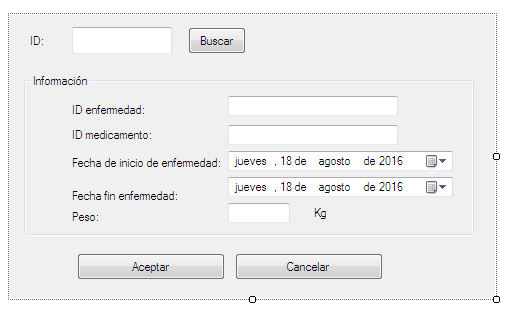 ID: Buscar
Información
ID enfermedad:
ID medicamento:
Fecha de inicio de enfermedad: jueves , 18 de agosto de 2016
Fecha fin enfermedad: jueves , 18 de agosto de 2016
Peso: Kg
Aceptar Cancelar